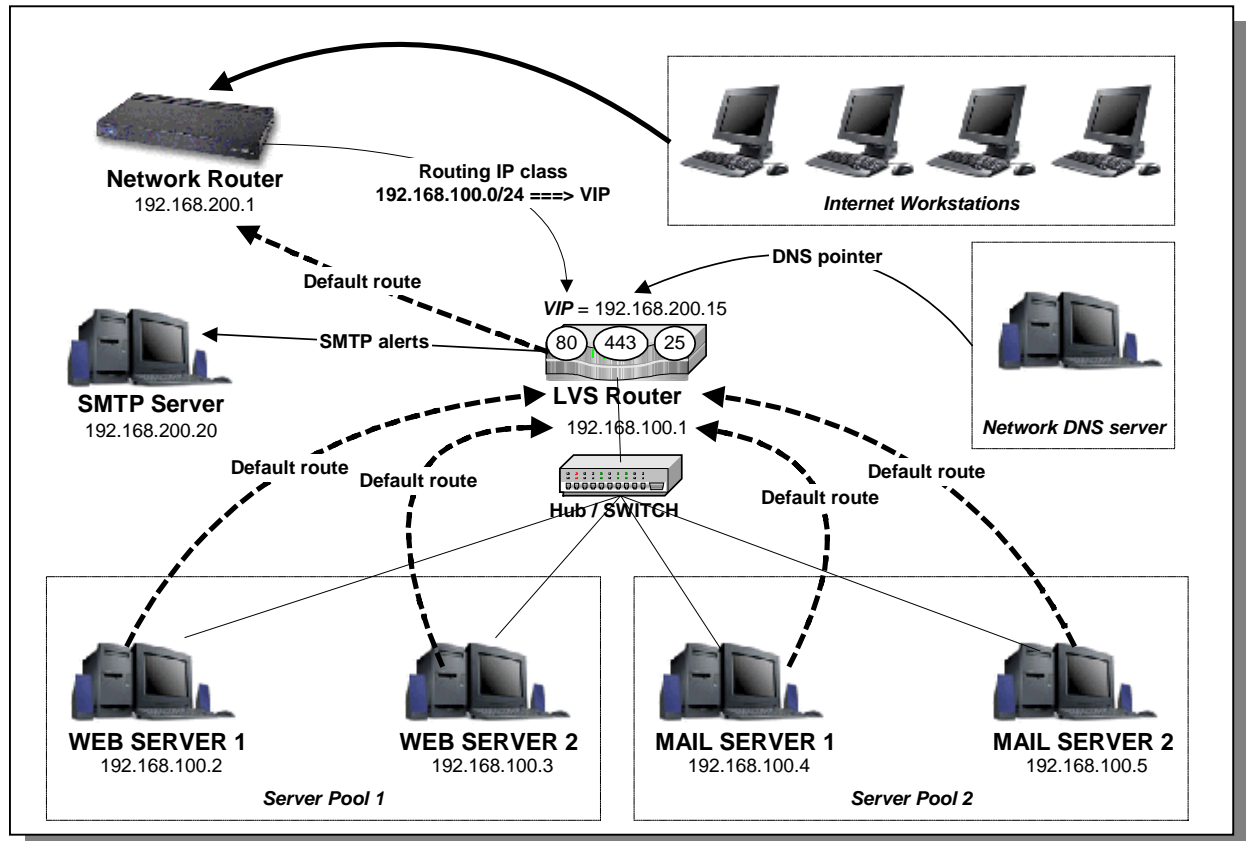 Network Router
192.168.200.1
Routing IP class
192.168.100.0/24 ===> VIP
Internet Workstations
Default route
DNS pointer
VIP = 192.168.200.15
80
443
25
SMTP alerts
SMTP Server
192.168.200.20
LVS Router
192.168.100.1
Network DNS server
Default route
Default route
Default route
Default route
Hub / SWITCH
WEB SERVER 1
192.168.100.2
WEB SERVER 2
192.168.100.3
Server Pool 1
MAIL SERVER 1
192.168.100.4
MAIL SERVER 2
192.168.100.5
Server Pool 2